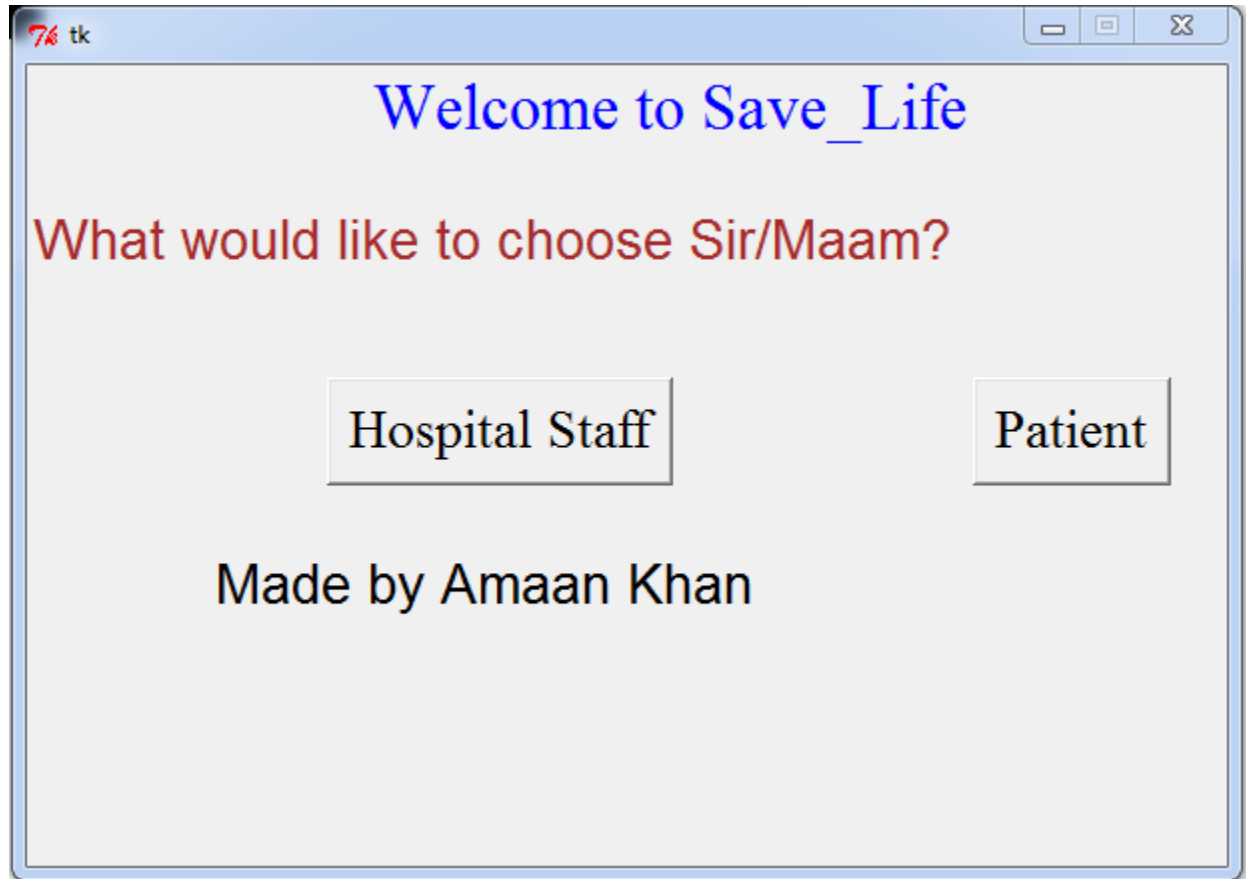 tk
Welcome to Save_Life
What would like to choose Sir/Maam?
Hospital Staff
Patient
Made by Amaan Khan